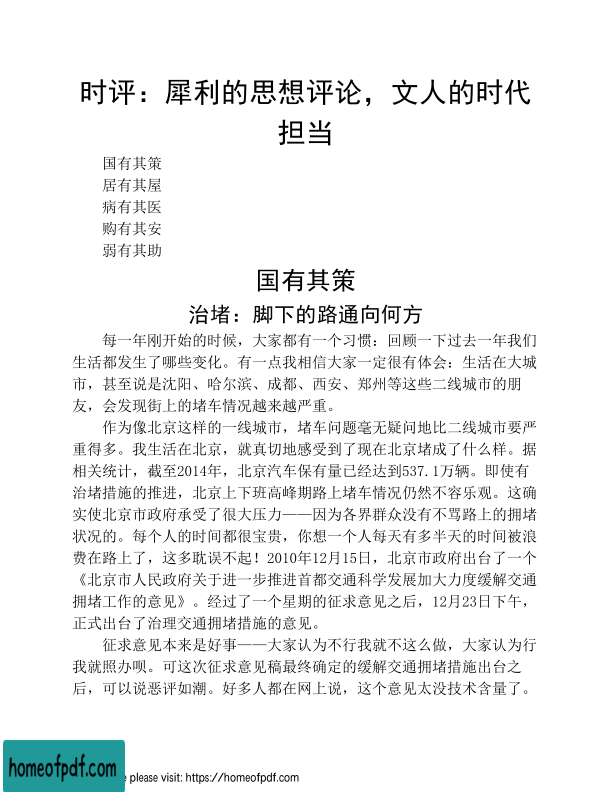 时评：犀利的思想评论，文人的时代
担当
国有其策
居有其屋
病有其医
购有其安
弱有其助
国有其策
治堵：脚下的路通向何方
每一年刚开始的时候，大家都有一个习惯：回顾一下过去一年我们
生活都发生了哪些变化。有一点我相信大家一定很有体会：生活在大城
市，甚至说是沈阳、哈尔滨、成都、西安、郑州等这些二线城市的朋
友，会发现街上的堵车情况越来越严重。
作为像北京这样的一线城市，堵车问题毫无疑问地比二线城市要严
重得多。我生活在北京，就真切地感受到了现在北京堵成了什么样。据
相关统计，截至2014年，北京汽车保有量已经达到537.1万辆。即使有
治堵措施的推进，北京上下班高峰期路上堵车情况仍然不容乐观。这确
实使北京市政府承受了很大压力——因为各界群众没有不骂路上的拥堵
状况的。每个人的时间都很宝贵，你想一个人每天有多半天的时间被浪
费在路上了，这多耽误不起！2010年12月15日，北京市政府出台了一个
《北京市人民政府关于进一步推进首都交通科学发展加大力度缓解交通
拥堵工作的意见》。经过了一个星期的征求意见之后，12月23日下午，
正式出台了治理交通拥堵措施的意见。
征求意见本来是好事——大家认为不行我就不这么做，大家认为行
我就照办呗。可这次征求意见稿最终确定的缓解交通拥堵措施出台之
后，可以说恶评如潮。好多人都在网上说，这个意见太没技术含量了。
homeofpdf.com
e please visit: https://homeofpdf.com